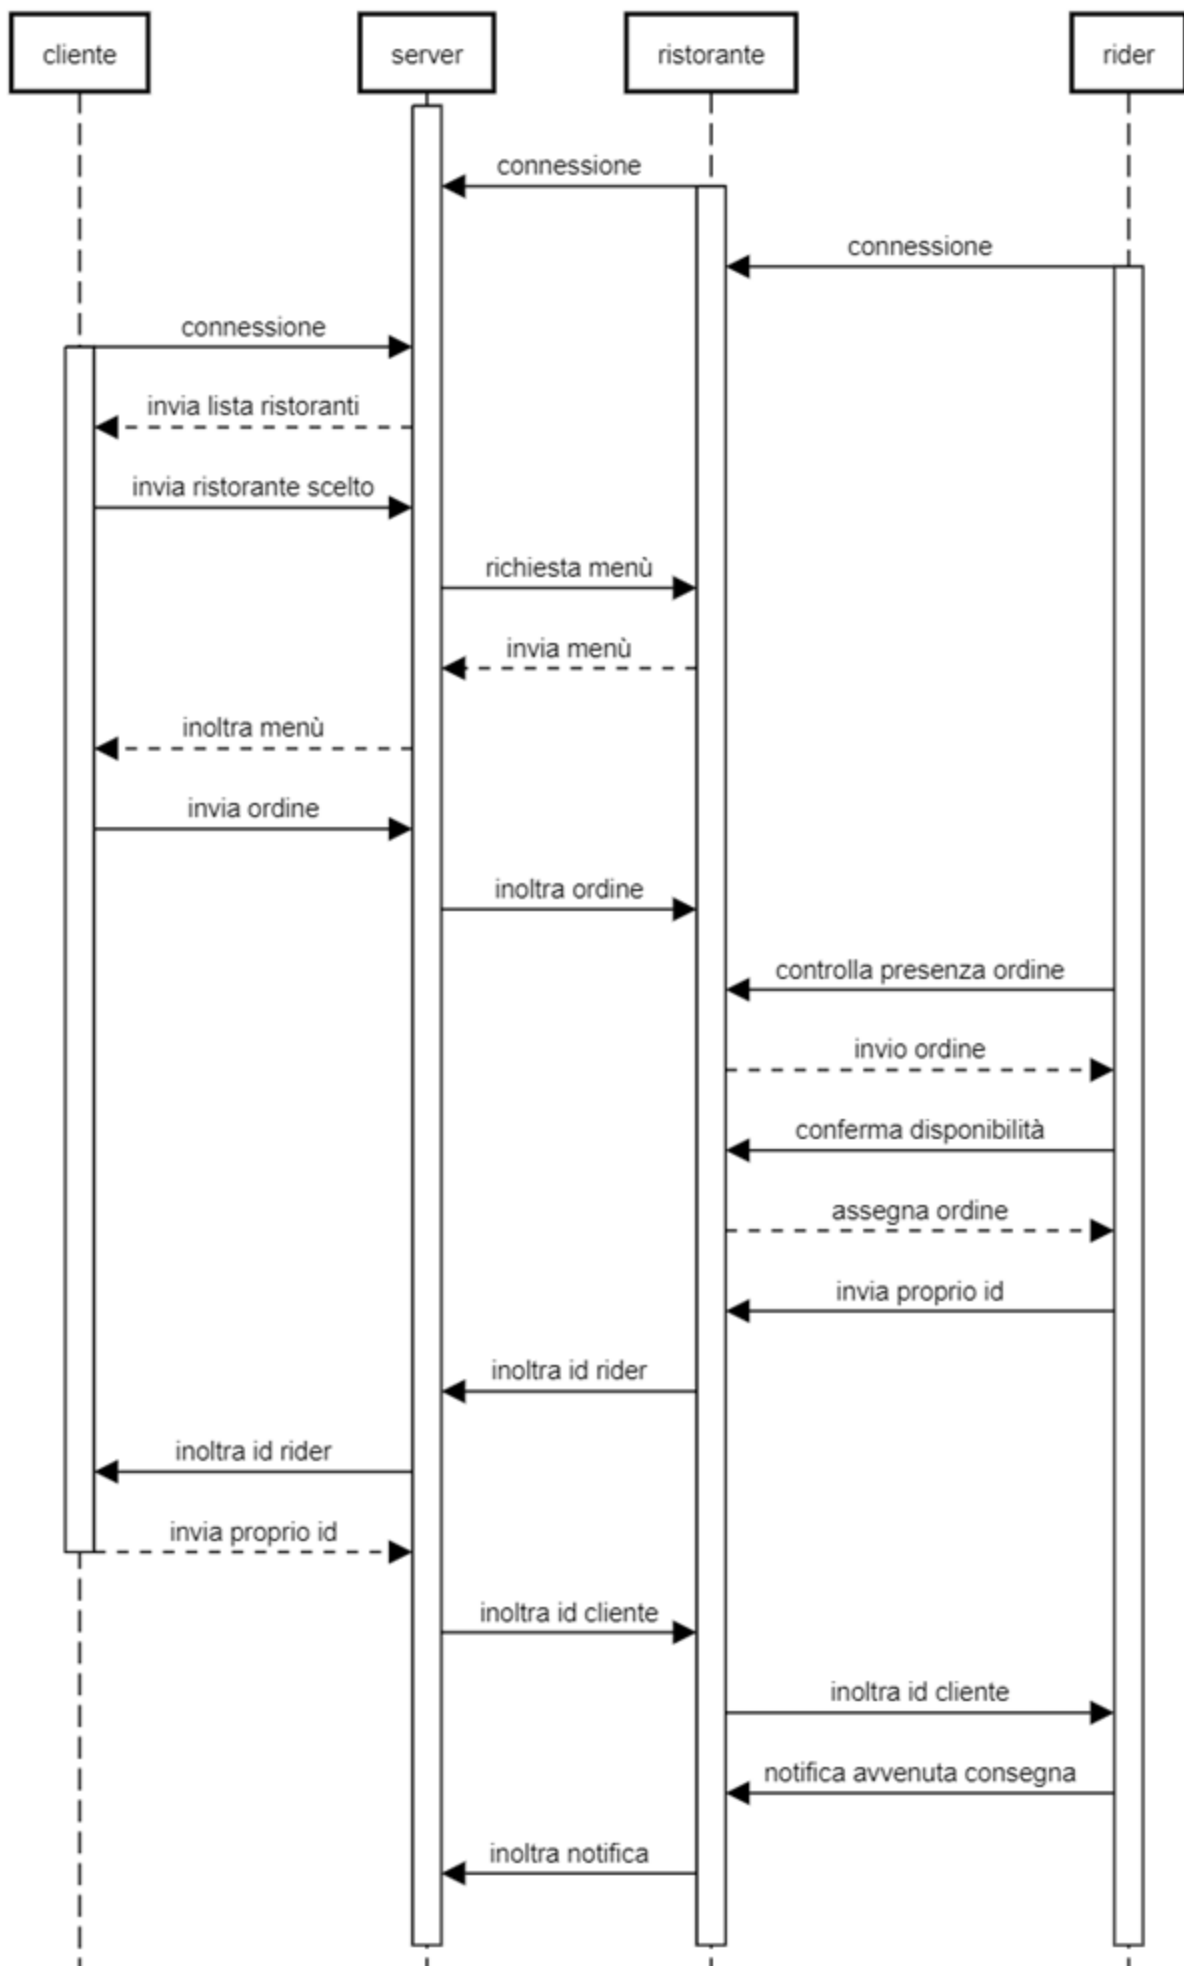 cliente
server
ristorante
rider
connessione
connessione
connessione
invia lista ristoranti
invia ristorante scelto
richiesta menù
invia menù
inoltra menù
invia ordine
inoltra ordine
controlla presenza ordine
invio ordine
conferma disponibilità
assegna ordine
invia proprio id
inoltra id rider
inoltra id rider
invia proprio id
inoltra id cliente
inoltra id cliente
notifica avvenuta consegna
inoltra notifica